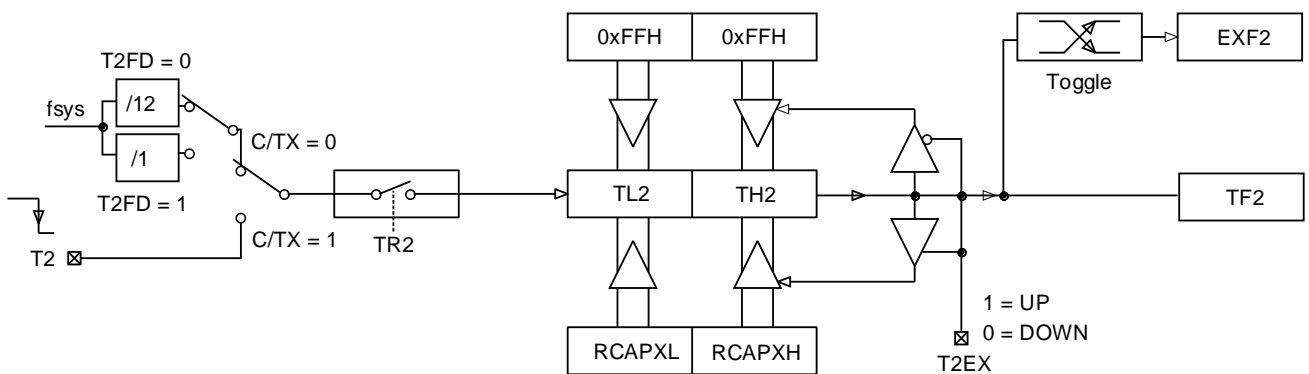 0xFFH 0xFFH
EXF2
Toggle
T2FD = 0
fsys
/12
/1
T2FD = 1
C/TX = 0
C/TX = 1
T2
TR2
TL2 TH2
TF2
1 = UP
0 = DOWN
T2EX
RCAPXL RCAPXH